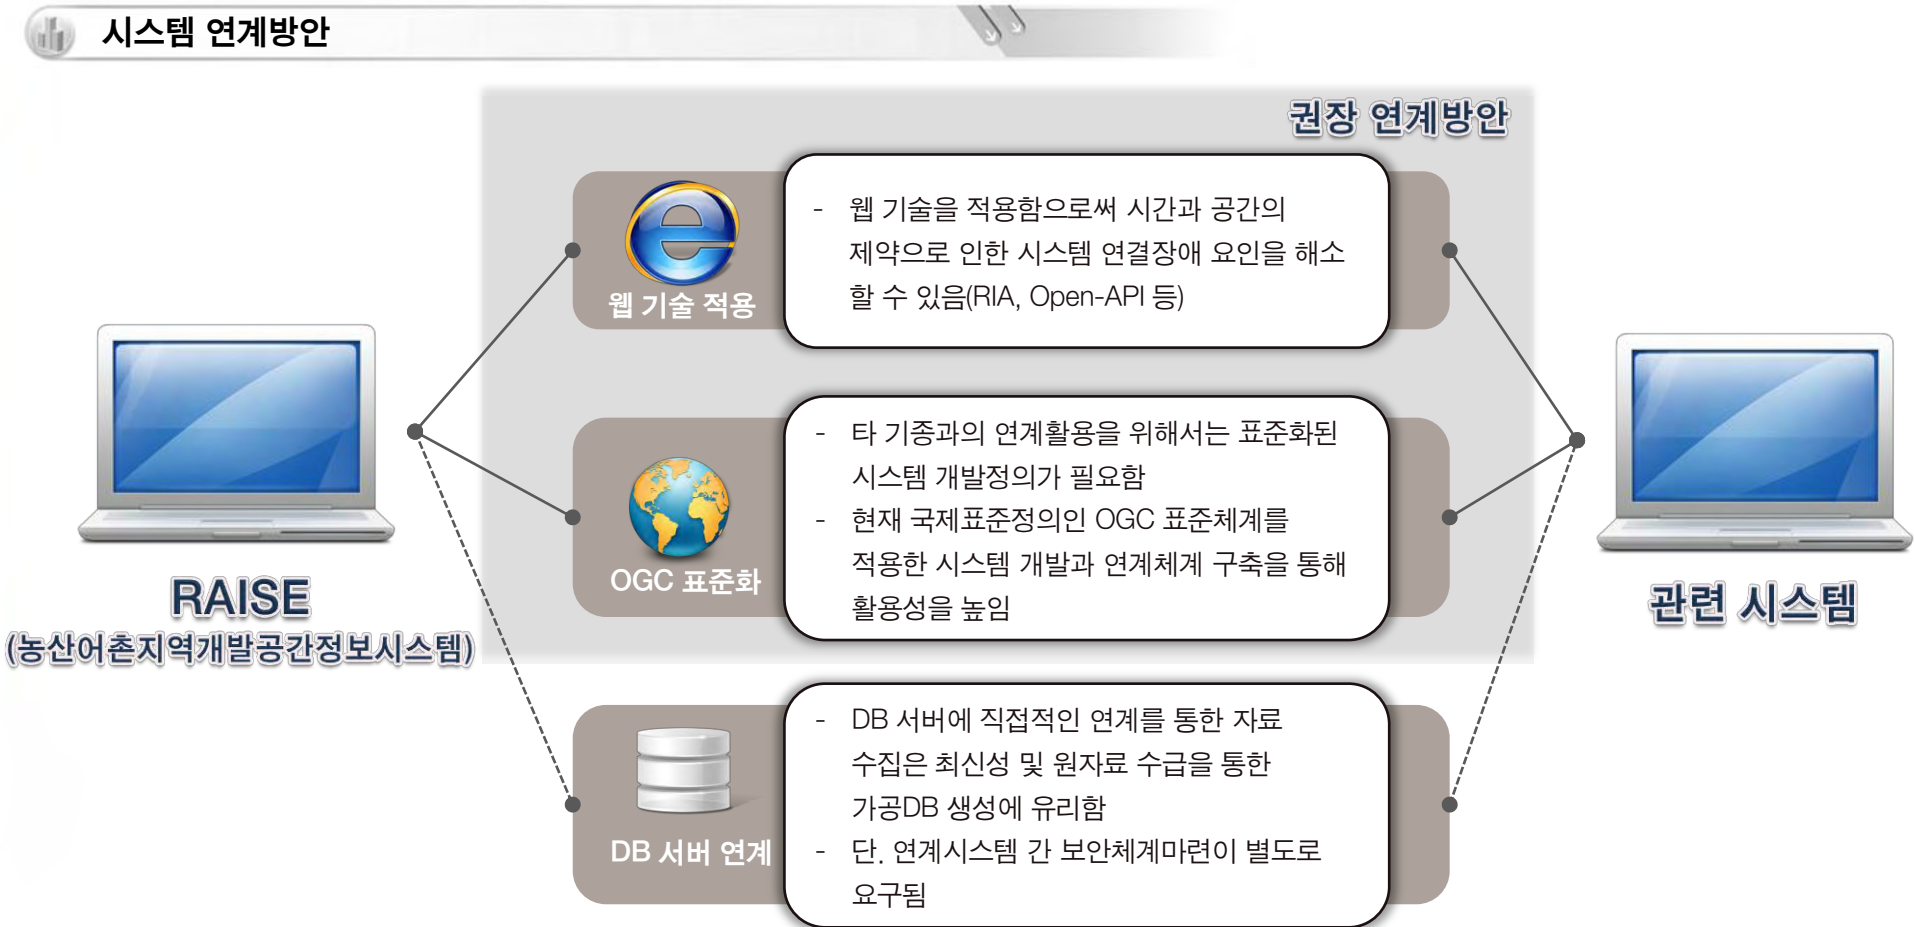 시스템 연계방안
권장 연계방안
웹 기술 적용
- 웹 기술을 적용함으로써 시간과 공간의
제약으로 인한 시스템 연결장애 요인을 해소
할 수 있음(RIA, Open-API 등)
RAISE
(농산어촌지역개발공간정보시스템)
OGC 표준화
- 타 기종과의 연계활용을 위해서는 표준화된
시스템 개발정의가 필요함
- 현재 국제표준정의인 OGC 표준체계를
적용한 시스템 개발과 연계체계 구축을 통해
활용성을 높임
관련 시스템
DB 서버 연계
- DB 서버에 직접적인 연계를 통한 자료
수집은 최신성 및 원자료 수급을 통한
가공DB 생성에 유리함
- 단. 연계시스템 간 보안체계마련이 별도로
요구됨